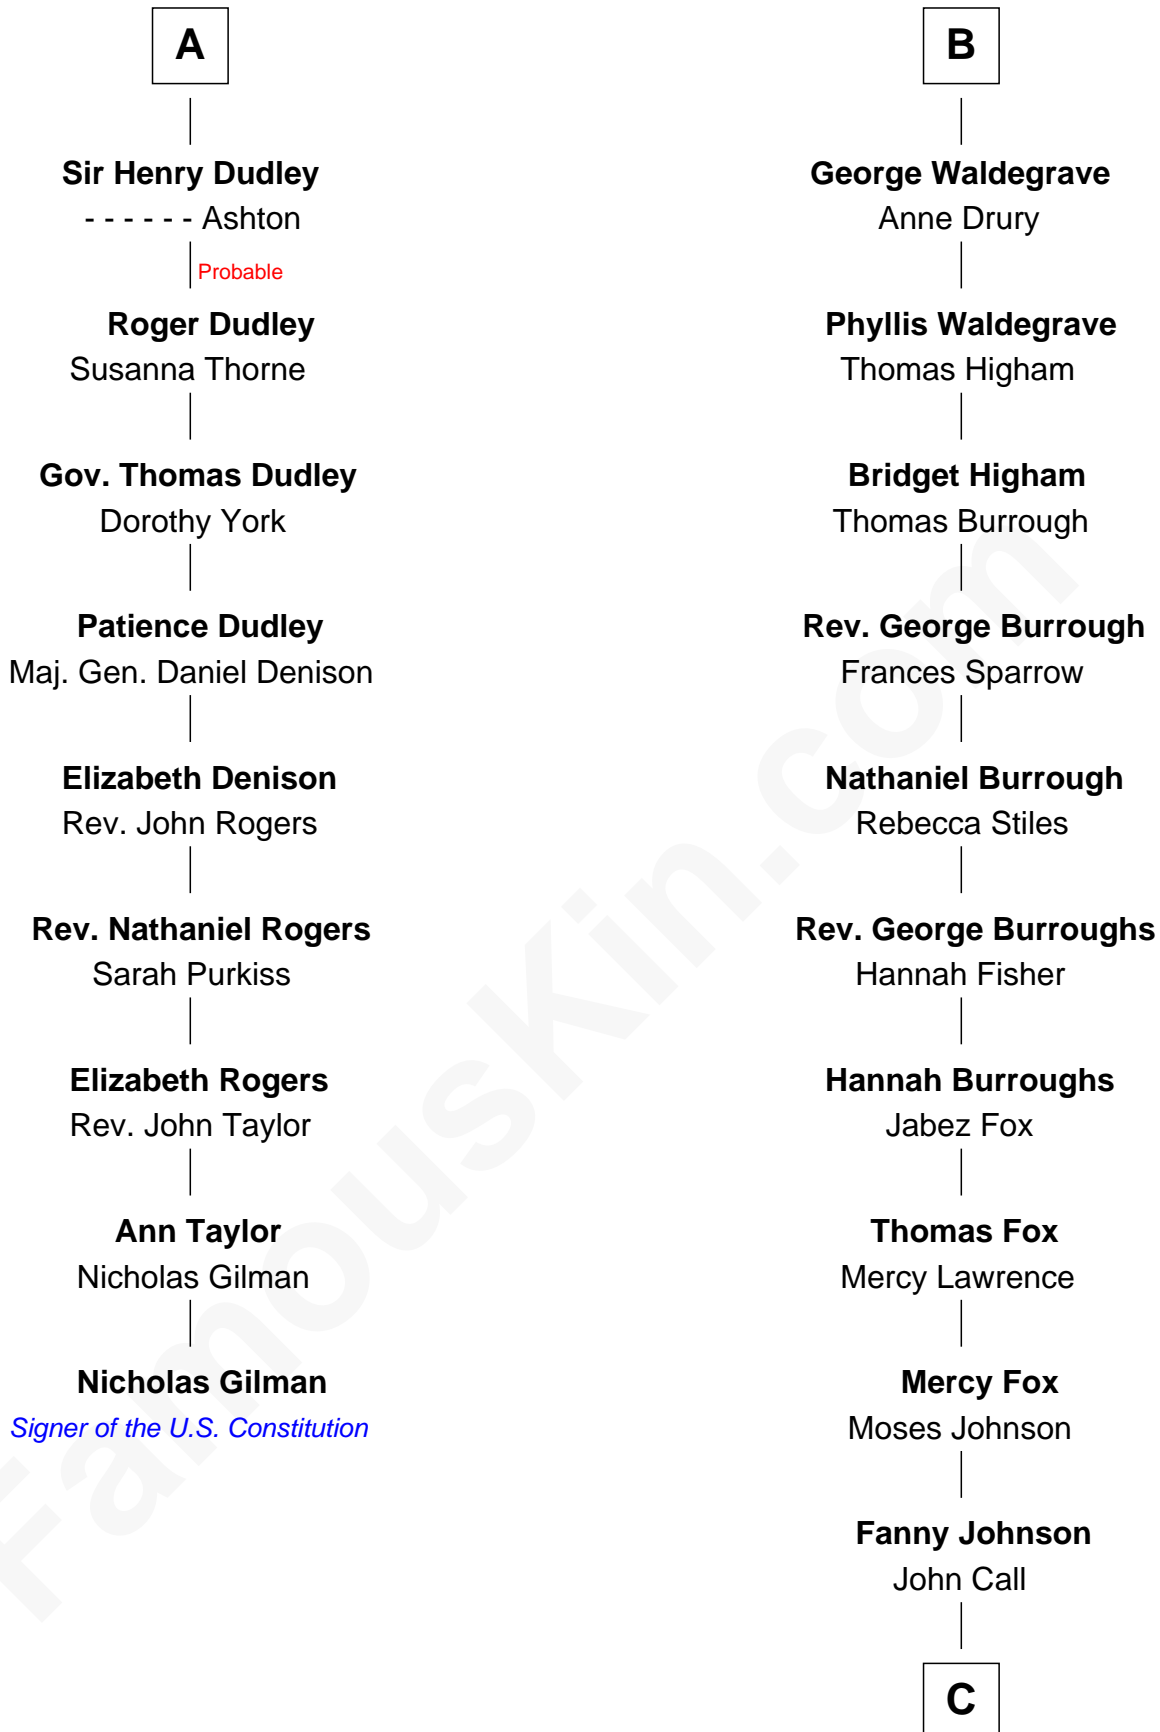 A
Sir Henry Dudley
- - - - - - Ashton
Probable
Roger Dudley
Susanna Thorne
Gov. Thomas Dudley
Dorothy York
Patience Dudley
Maj. Gen. Daniel Denison
Elizabeth Denison
Rev. John Rogers
Rev. Nathaniel Rogers
Sarah Purkiss
Elizabeth Rogers
Rev. John Taylor
Ann Taylor
Nicholas Gilman
Nicholas Gilman
Signer of the U.S. Constitution
B
George Waldegrave
Anne Drury
Phyllis Waldegrave
Thomas Higham
Bridget Higham
Thomas Burrough
Rev. George Burrough
Frances Sparrow
Nathaniel Burrough
Rebecca Stiles
Rev. George Burroughs
Hannah Fisher
Hannah Burroughs
Jabez Fox
Thomas Fox
Mercy Lawrence
Mercy Fox
Moses Johnson
Fanny Johnson
John Call
C
FamousKin.com